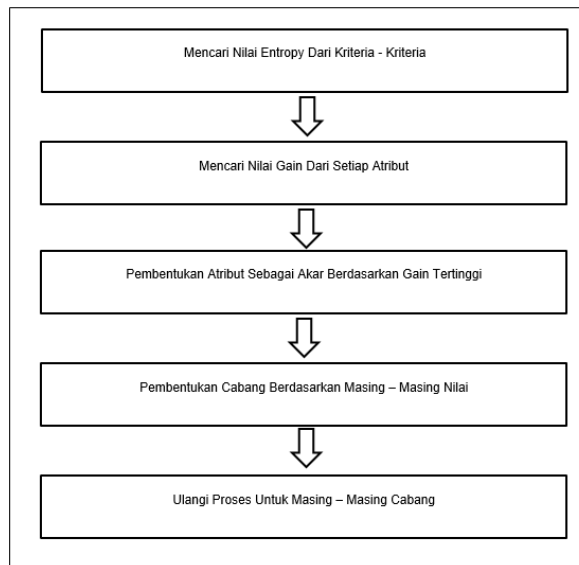 Mencari Nilai Entropy Dari Kriteria - Kriteria
Mencari Nilai Gain Dari Setiap Atribut
Pembentukan Atribut Sebagai Akar Berdasarkan Gain Tertinggi
Pembentukan Cabang Berdasarkan Masing – Masing Nilai
Ulangi Proses Untuk Masing – Masing Cabang